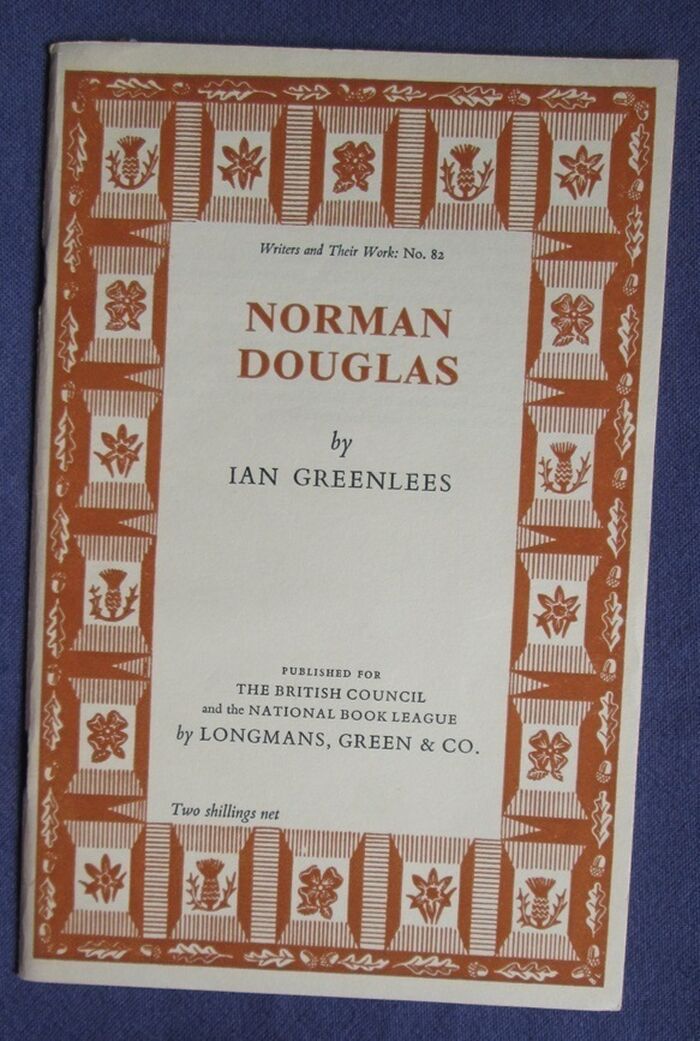 Writers and Their Work: No. 82
NORMAN
DOUGLAS
by
IAN GREENLEES
PUBLISHED FOR
THE BRITISH COUNCIL
and the NATIONAL BOOK LEAGUE
by LONGMANS, GREEN & CO.
Two shillings net